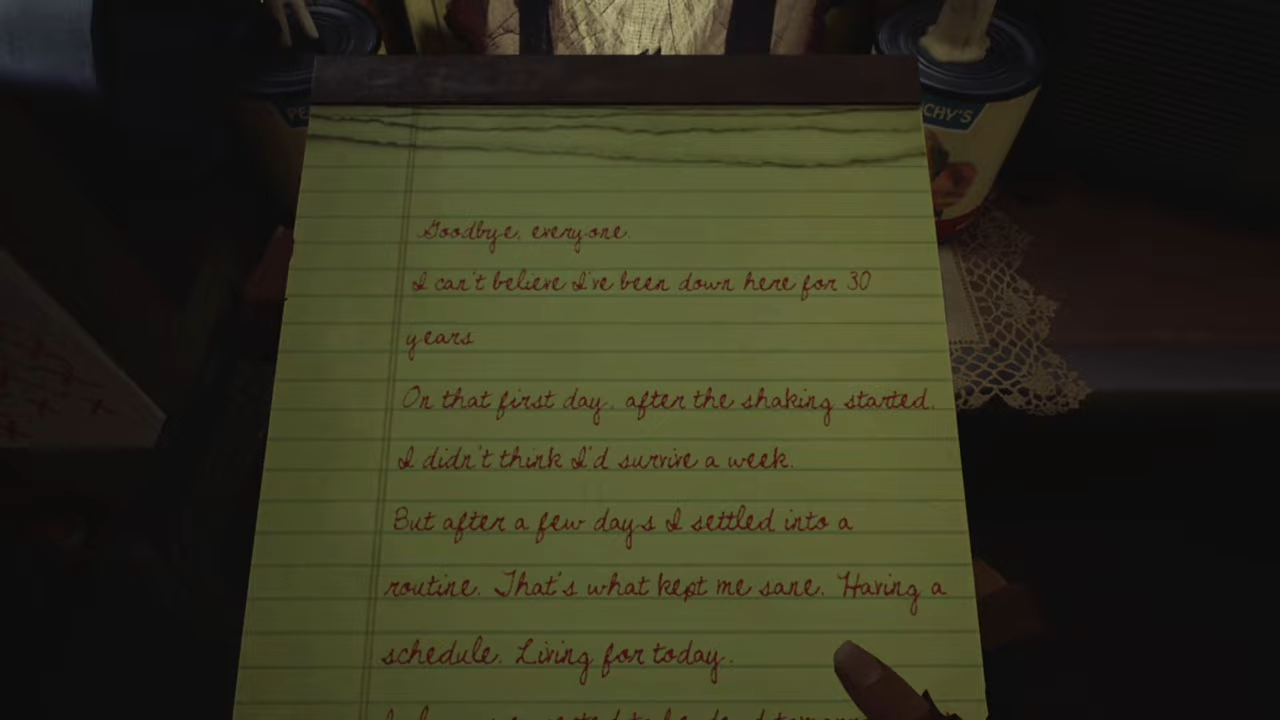 PE
CHY'S
Goodbye, everyone.
I can't believe I've been down here for 30
years
On that first day, after the shaking started,
I didn't think I'd survive a week.
But after a few days I settled into a
routine. That's what kept me sane. Having a
schedule. Living for today.